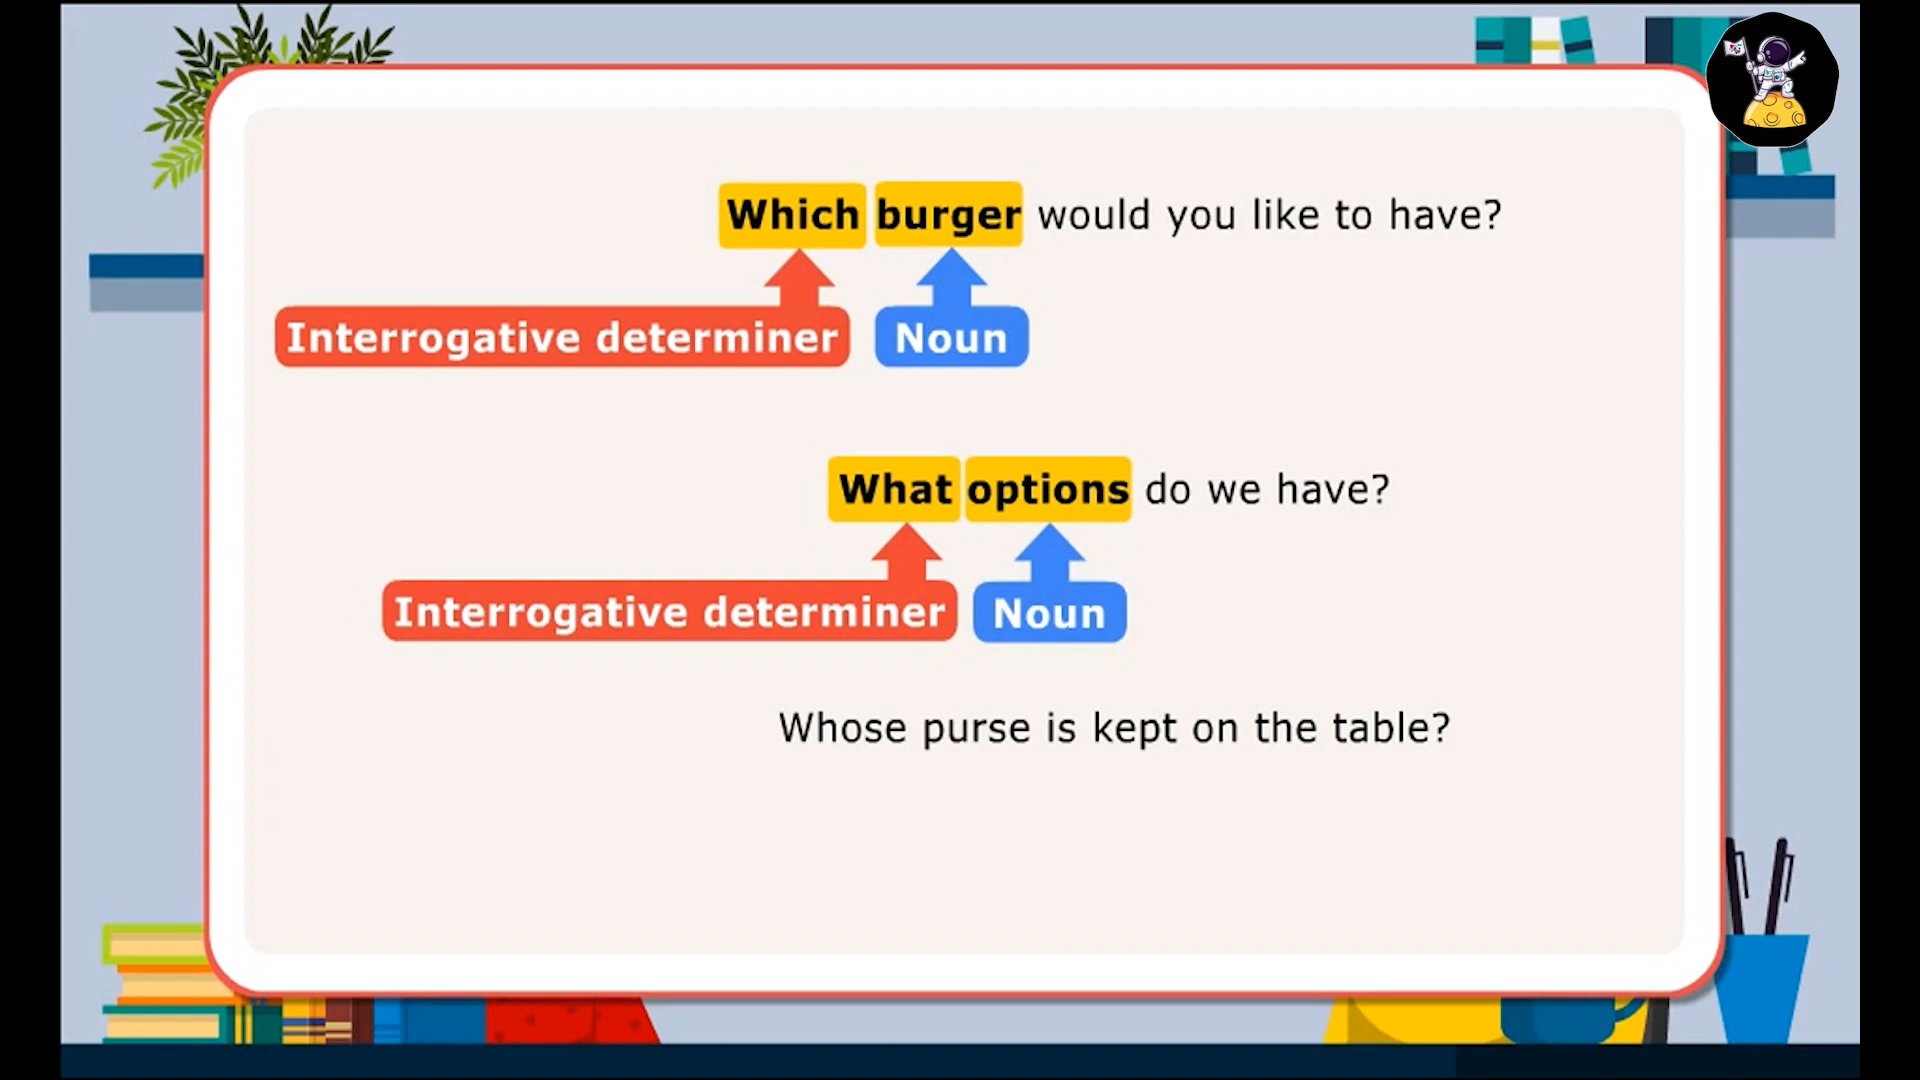 Which burger would you like to have?
Interrogative determiner Noun
What options do we have?
Interrogative determiner Noun
Whose purse is kept on the table?